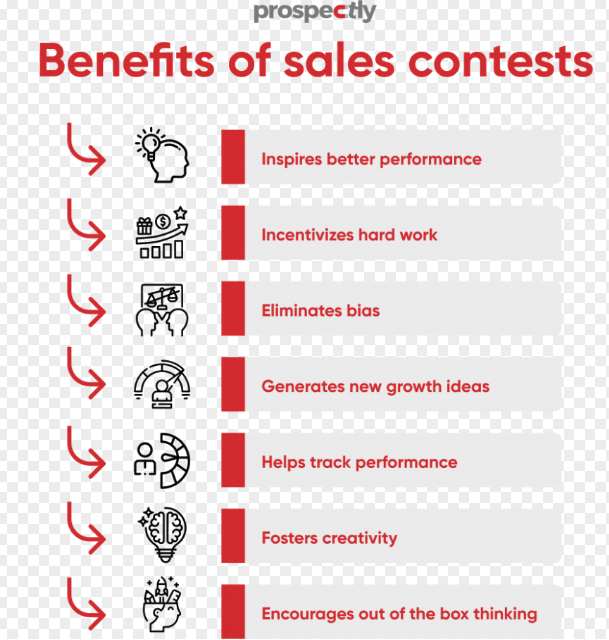 prospectly
Benefits of sales contests
Inspires better performance
Incentivizes hard work
Eliminates bias
Generates new growth ideas
Helps track performance
Fosters creativity
Encourages out of the box thinking